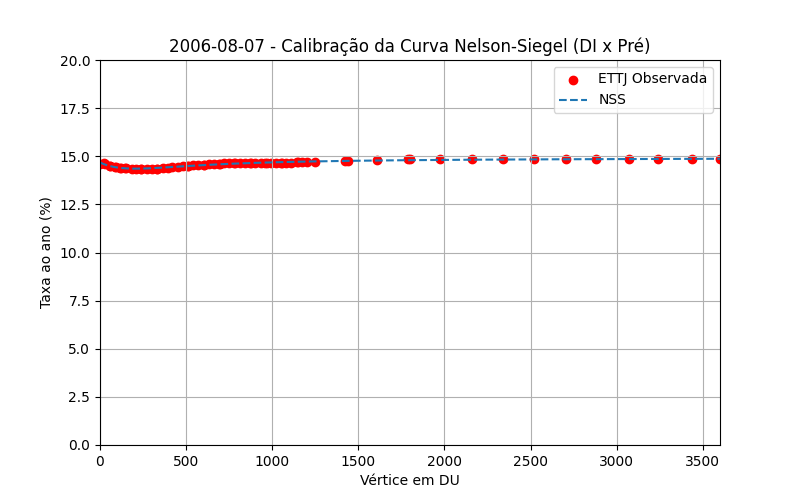 2006-08-07 - Calibração da Curva Nelson-Siegel (DI x Pré)
ETTJ Observada
NSS
Taxa ao ano (%)
20.0
17.5
15.0
12.5
10.0
7.5
5.0
2.5
0.0
0 500 1000 1500 2000 2500 3000 3500
Vértice em DU